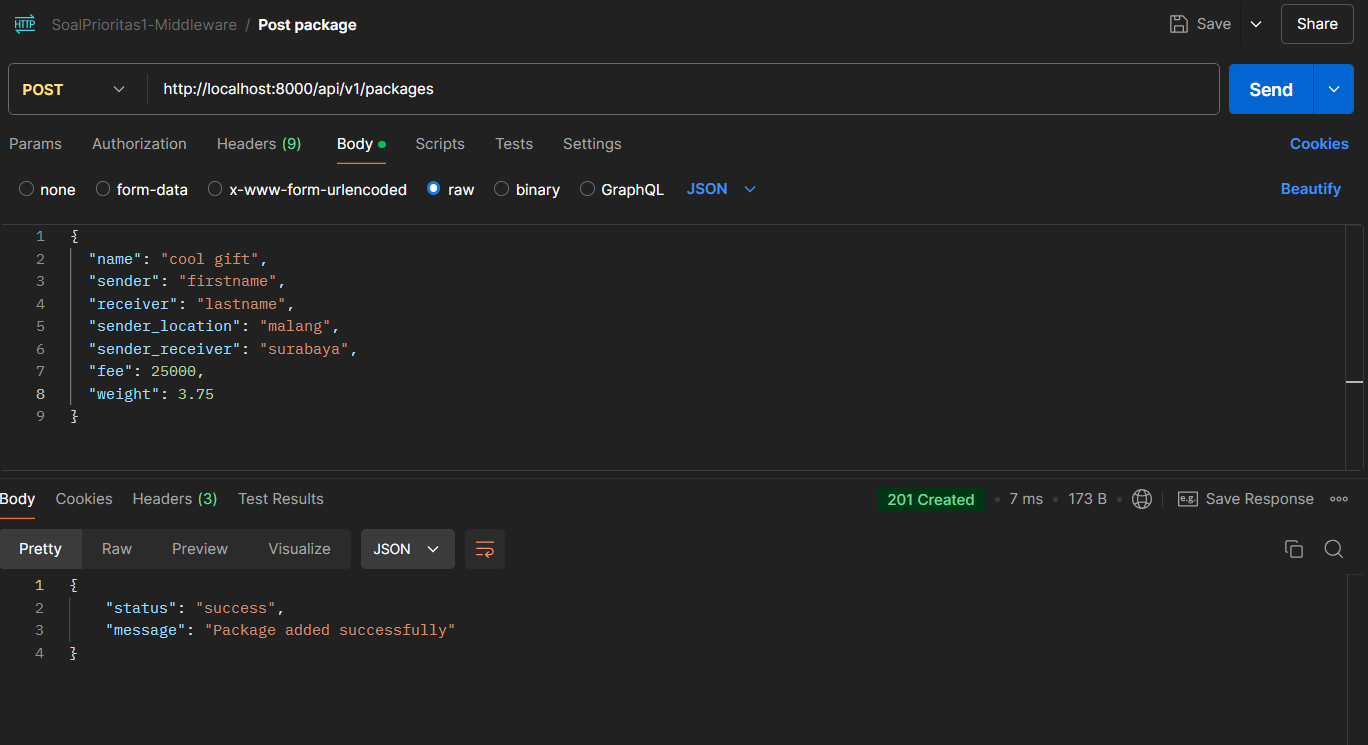 HTTP SoalPrioritas1-Middleware / Post package Save Share
POST http://localhost:8000/api/v1/packages Send
Params Authorization Headers (9) Body Scripts Tests Settings Cookies
none form-data x-www-form-urlencoded raw binary GraphQL JSON Beautify
1 {
2 "name": "cool gift",
3 "sender": "firstname",
4 "receiver": "lastname",
5 "sender_location": "malang",
6 "sender_receiver": "surabaya",
7 "fee": 25000,
8 "weight": 3.75
9 }
Body Cookies Headers (3) Test Results 201 Created • 7 ms • 173 B • e.g. Save Response
Pretty Raw Preview Visualize JSON
1 {
2 "status": "success",
3 "message": "Package added successfully"
4 }